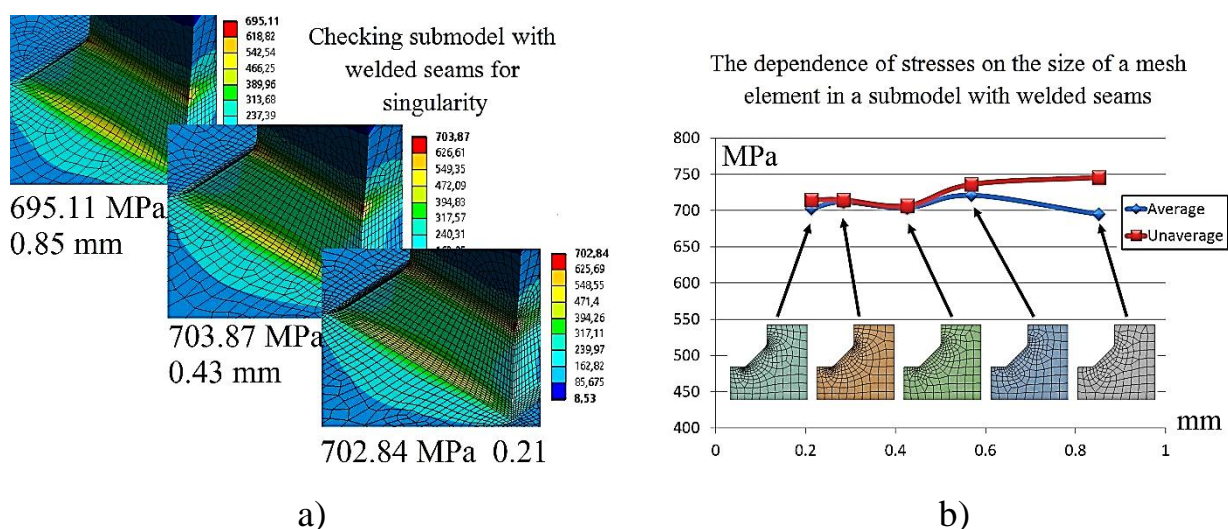 695,11
618,82
542,54
466,25
389,96
313,68
237,39
Checking submodel with
welded seams for
singularity
695.11 MPa
0.85 mm
703,87
626,61
549,35
472,09
394,83
317,57
240,31
703.87 MPa
0.43 mm
702,84
625,69
548,55
471,4
394,26
317,11
239,97
162,82
85,675
8,53
702.84 MPa 0.21
a)
The dependence of stresses on the size of a mesh
element in a submodel with welded seams
MPa
800
750
700
650
600
550
500
450
400
Average
Unaverage
mm
0 0.2 0.4 0.6 0.8 1
b)